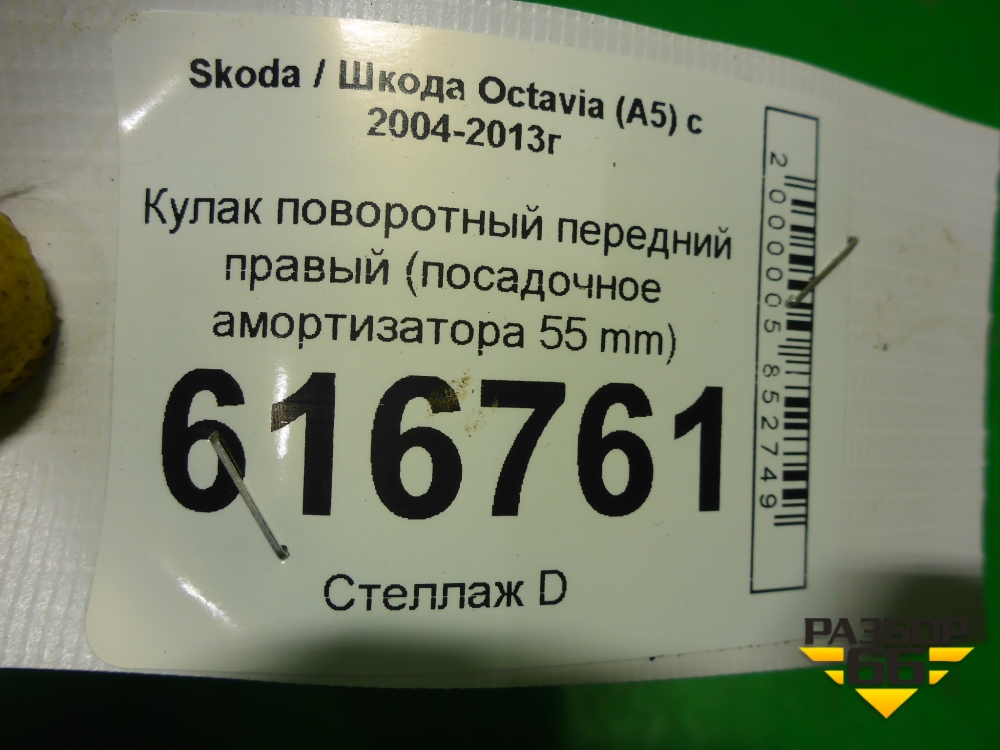 Skoda / Шкода Octavia (A5) с
2004-2013г
Кулак поворотный передний
правый (посадочное
амортизатора 55 mm)
616761
Стеллаж D
2000005852749
РАЗБОР
66